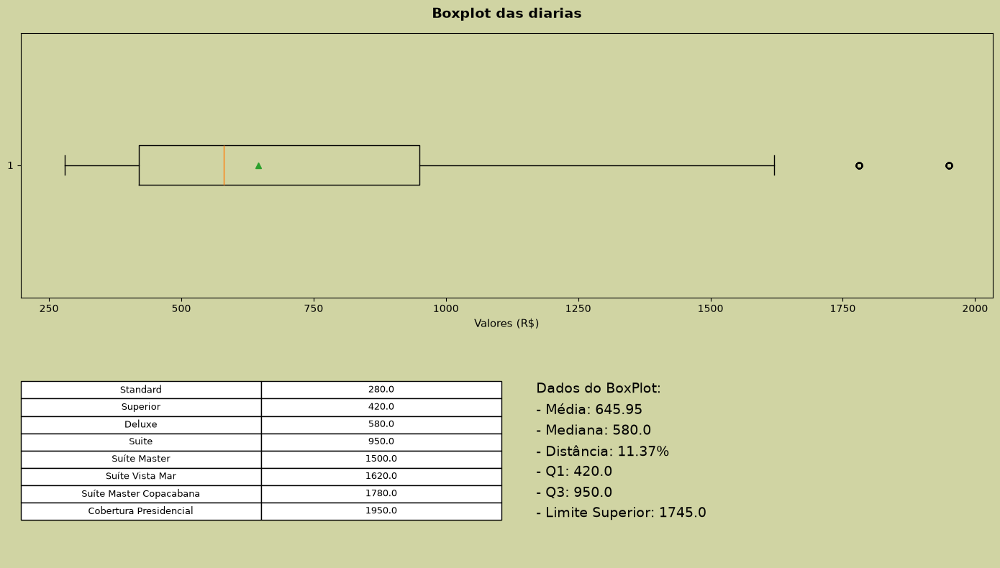 Boxplot das diarias
1
250 500 750 1000 1250 1500 1750 2000
Valores (R$)
Standard 280.0
Superior 420.0
Deluxe 580.0
Suite 950.0
Suíte Master 1500.0
Suíte Vista Mar 1620.0
Suíte Master Copacabana 1780.0
Cobertura Presidencial 1950.0
Dados do BoxPlot:
- Média: 645.95
- Mediana: 580.0
- Distância: 11.37%
- Q1: 420.0
- Q3: 950.0
- Limite Superior: 1745.0